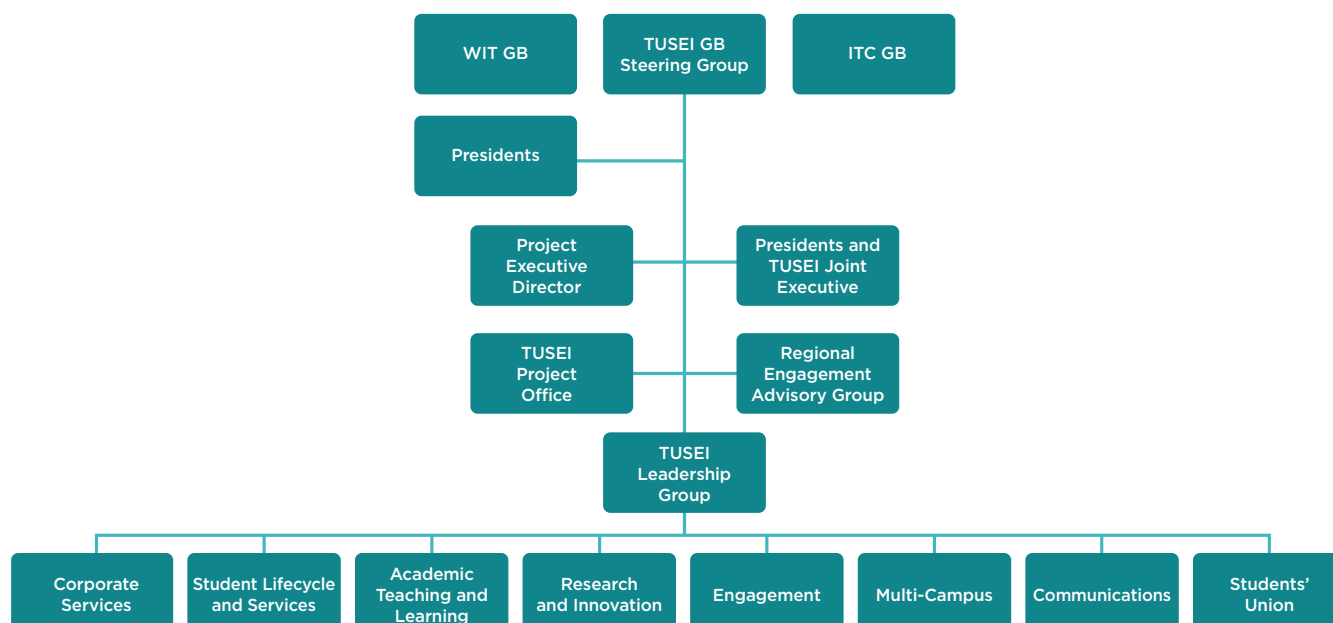 WIT GB
TUSEI GB
Steering Group
ITC GB
Presidents
Project
Executive
Director
Presidents and
TUSEI Joint
Executive
TUSEI
Project
Office
Regional
Engagement
Advisory Group
TUSEI
Leadership
Group
Corporate
Services
Student Lifecycle
and Services
Academic
Teaching and
Learning
Research
and Innovation
Engagement
Multi-Campus
Communications
Students’
Union